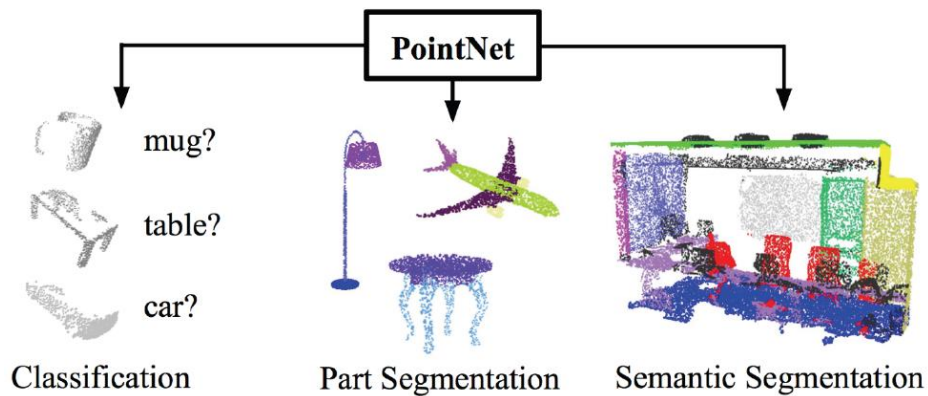 PointNet
mug?
table?
car?
Classification
Part Segmentation
Semantic Segmentation